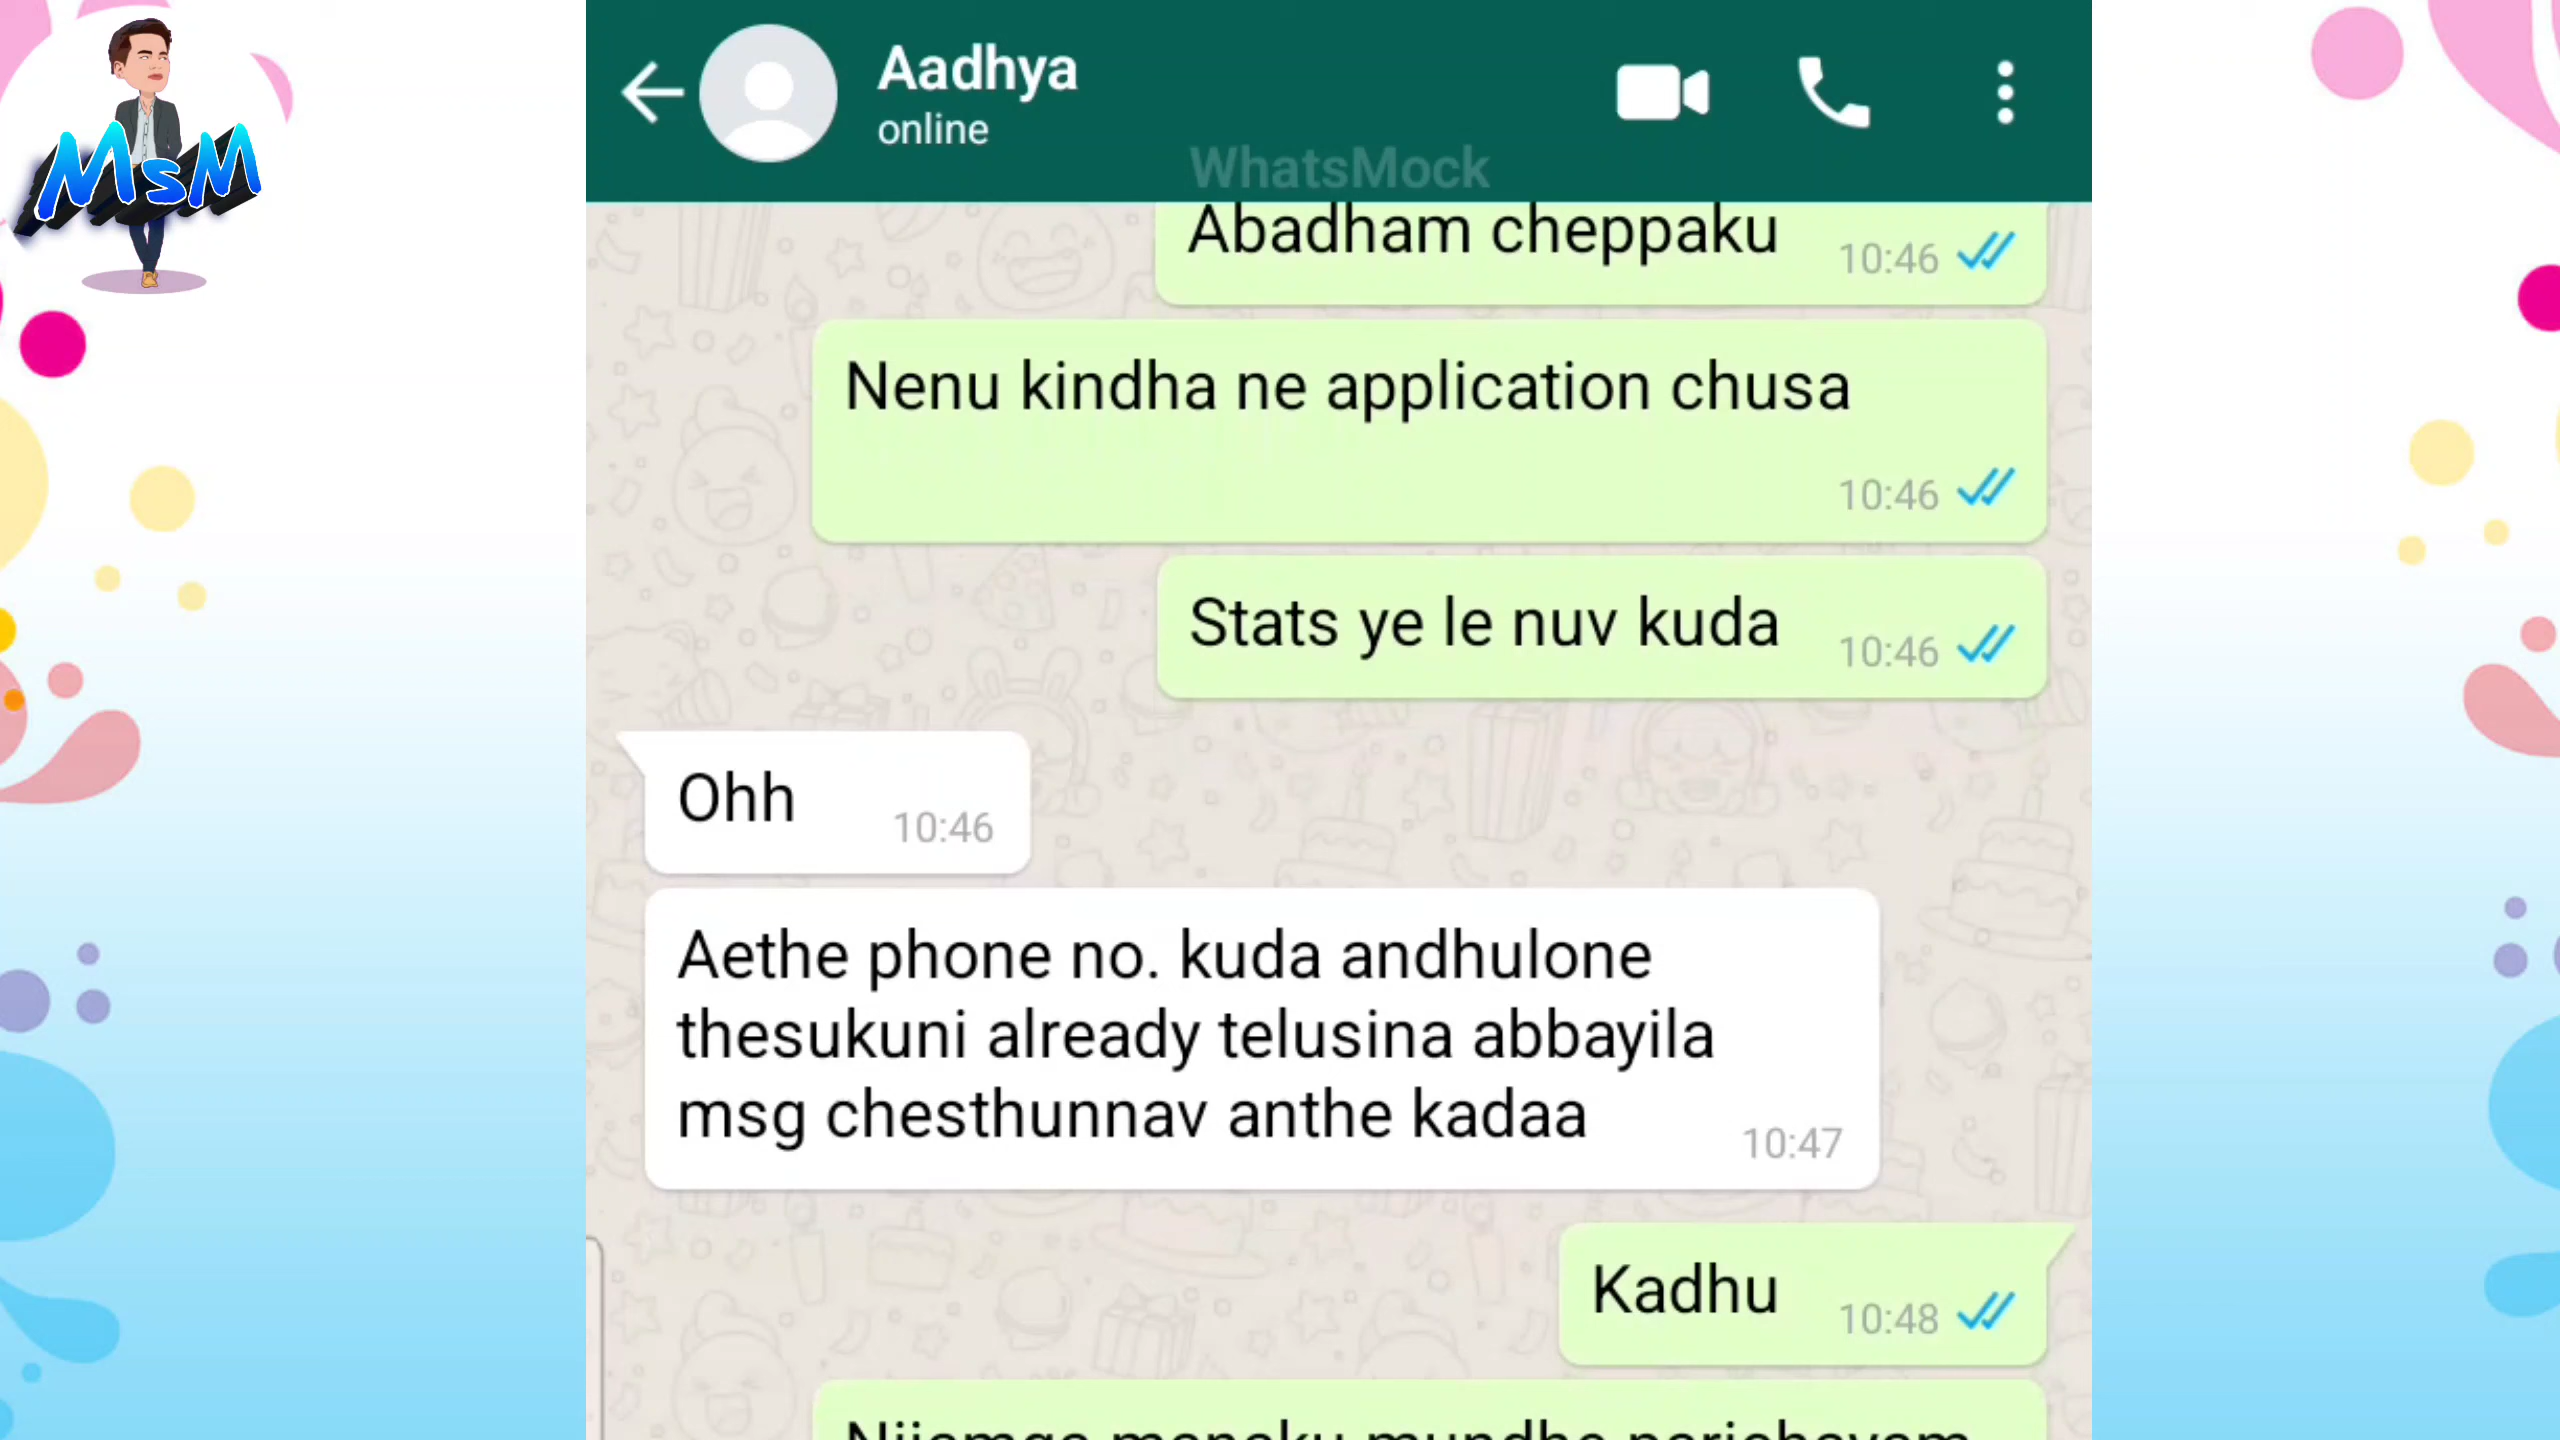 MsM
Aadhya
online
WhatsMock
Abadham cheppaku
10:46
Nenu kindha ne application chusa
10:46
Stats ye le nuv kuda
10:46
Ohh
10:46
Aethe phone no. kuda andhulone
thesukuni already telusina abbayila
msg chesthunnav anthe kadaa
10:47
Kadhu
10:48